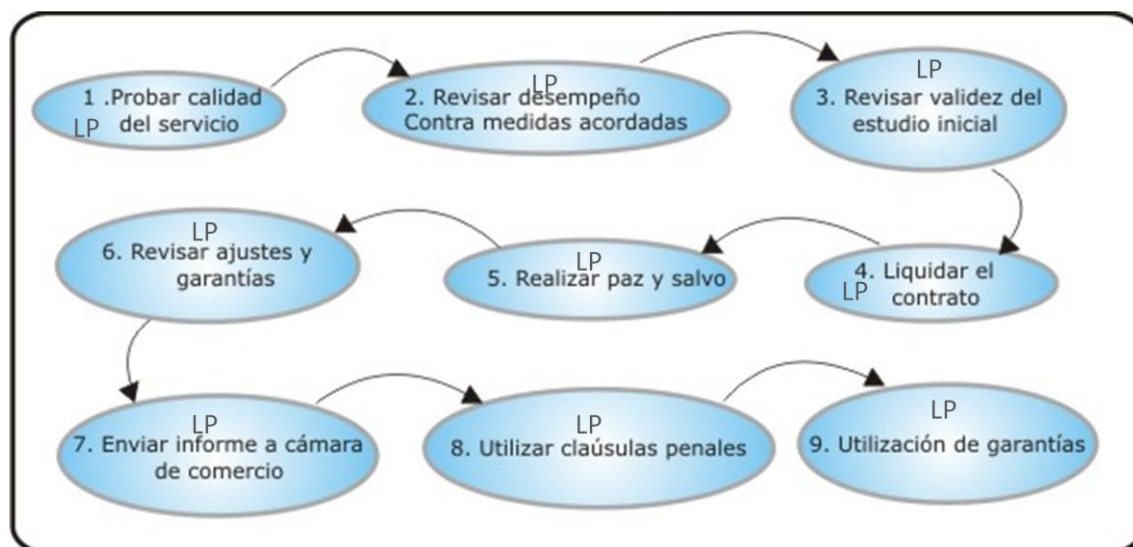 LP
1 .Probar calidad
del servicio
LP
2. Revisar desempeño
Contra medidas acordadas
LP
3. Revisar validez del
estudio inicial
LP
4. Liquidar el
contrato
LP
5. Realizar paz y salvo
LP
6. Revisar ajustes y
garantías
LP
7. Enviar informe a cámara
de comercio
LP
8. Utilizar claúsulas penales
LP
9. Utilización de garantías